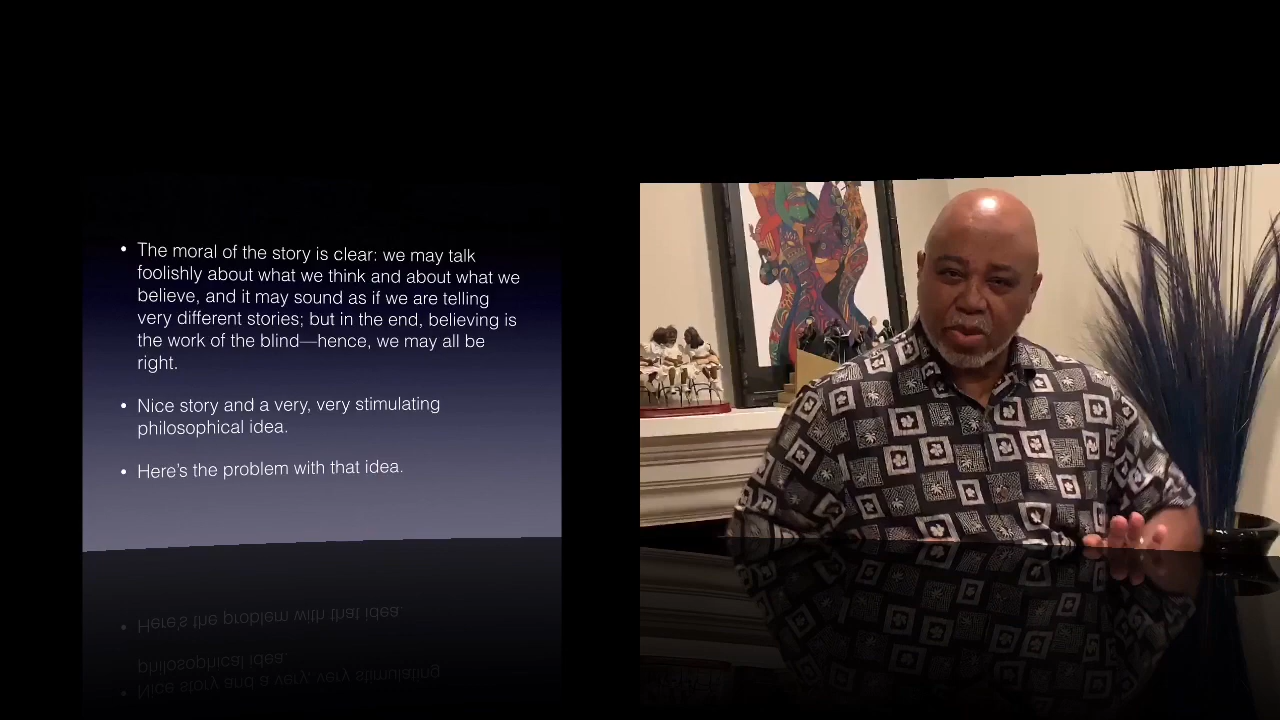 • The moral of the story is clear: we may talk
foolishly about what we think and about what we
believe, and it may sound as if we are telling
very different stories; but in the end, believing is
the work of the blind—hence, we may all be
right.
• Nice story and a very, very stimulating
philosophical idea.
• Here's the problem with that idea.